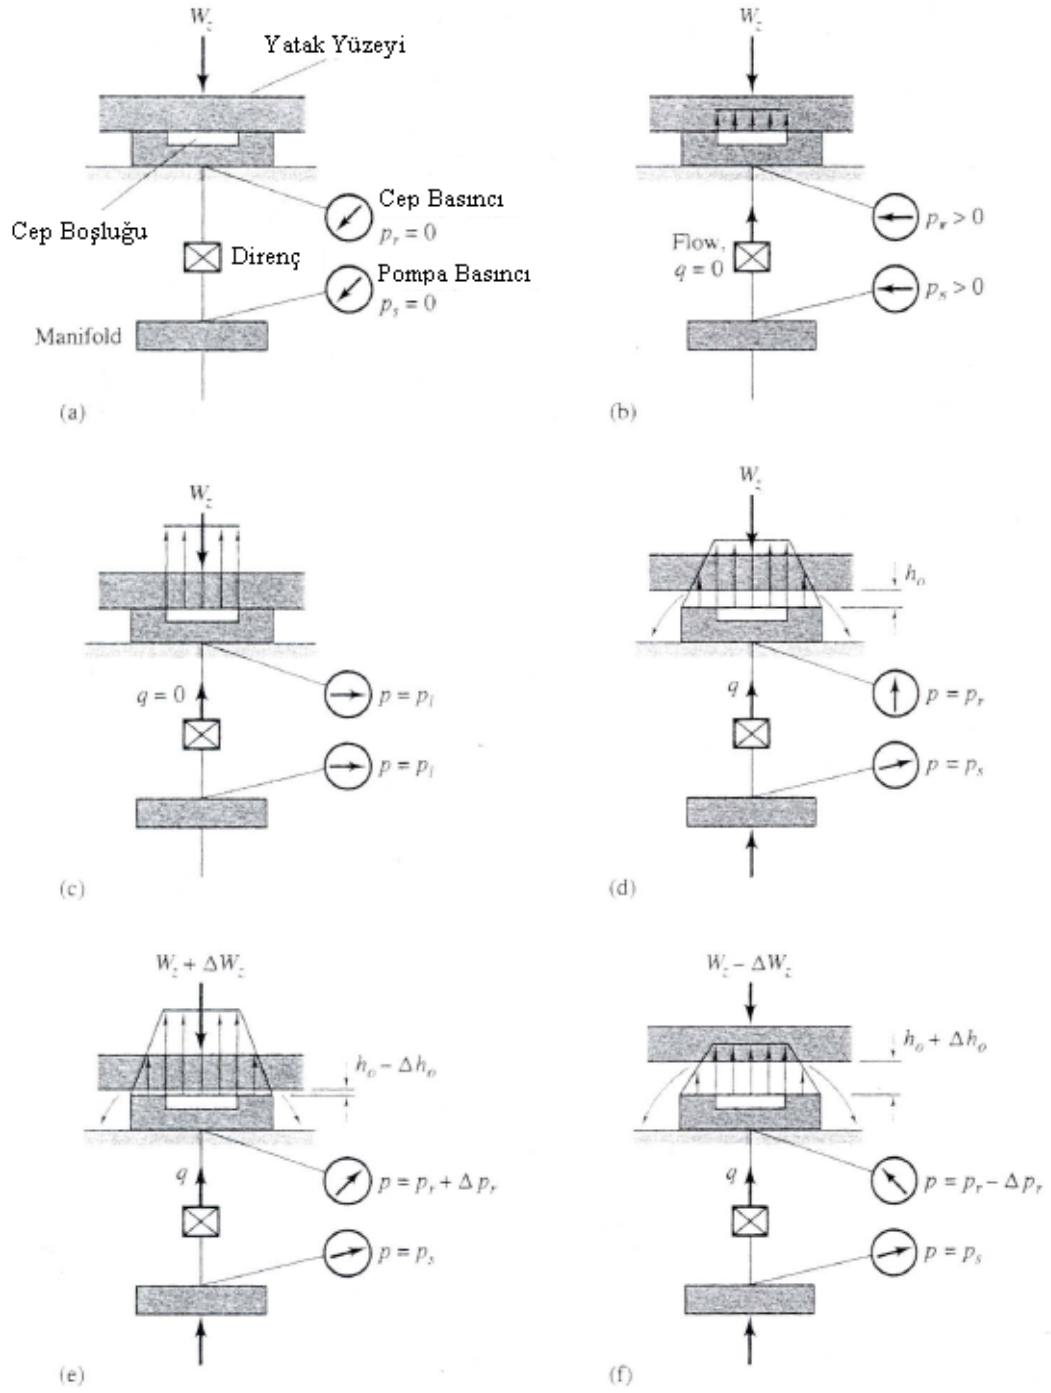 W_z
Yatak Yüzeyi
Cep Boşluğu
Cep Basıncı
p_r = 0
Direnç
Pompa Basıncı
p_s = 0
Manifold
(a)
W_z
p_r > 0
Flow,
q = 0
p_s > 0
(b)
W_z
q = 0
p = p_l
p = p_l
(c)
W_z
h_o
q
p = p_r
p = p_s
(d)
W_z + ΔW_z
h_o − Δh_o
q
p = p_r + Δp_r
p = p_s
(e)
W_z − ΔW_z
h_o + Δh_o
q
p = p_r − Δp_r
p = p_s
(f)